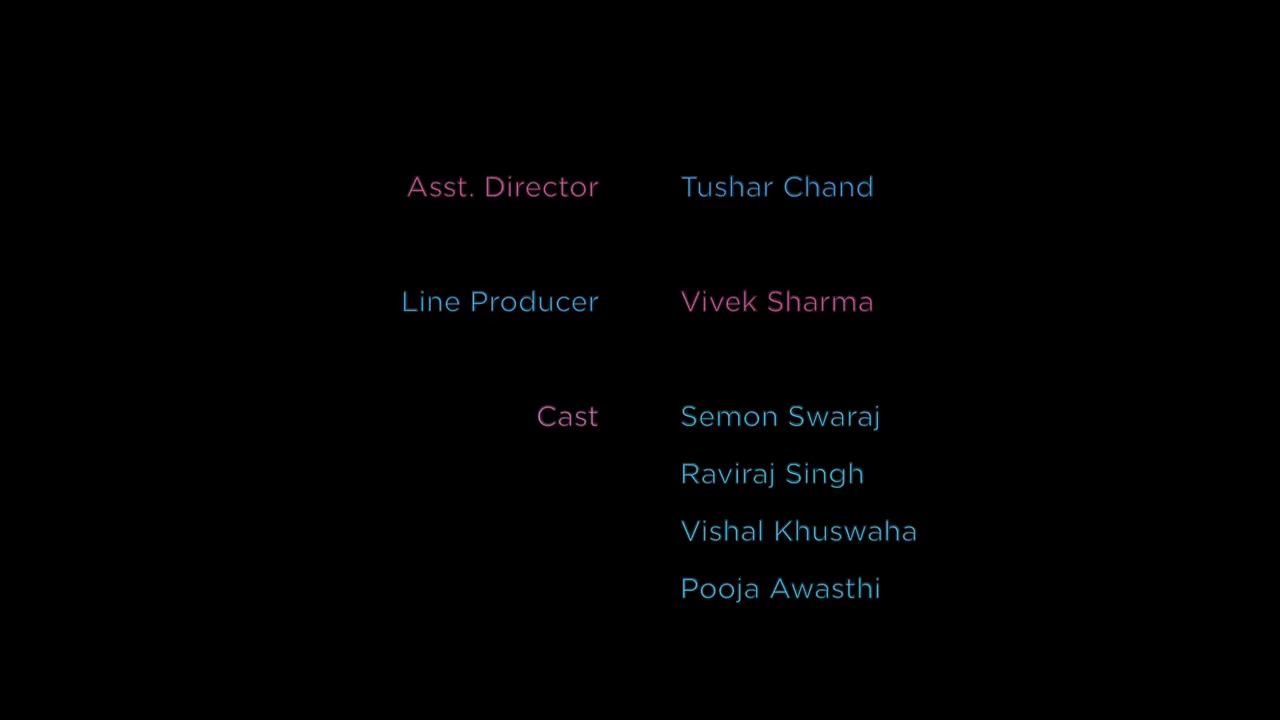 Asst. Director Tushar Chand
Line Producer Vivek Sharma
Cast Semon Swaraj
Raviraj Singh
Vishal Khuswaha
Pooja Awasthi